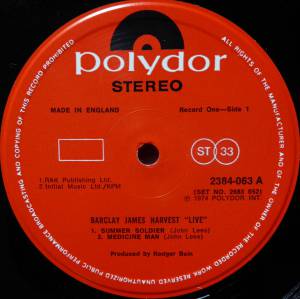 polydor
STEREO
MADE IN ENGLAND
Record One—Side 1
ST 33
1.RAK Publishing Ltd.
2.Initial Music Ltd./KPM
2384-063 A
(SET NO. 2683 052)
℗ 1974 POLYDOR INT.
BARCLAY JAMES HARVEST "LIVE"
1. SUMMER SOLDIER (John Lees)
2. MEDICINE MAN (John Lees)
Produced by Rodger Bain
ALL RIGHTS OF THE MANUFACTURER AND OF THE OWNER OF THE RECORDED WORK RESERVED. UNAUTHORISED PUBLIC PERFORMANCE BROADCASTING AND COPYING OF THIS RECORD PROHIBITED